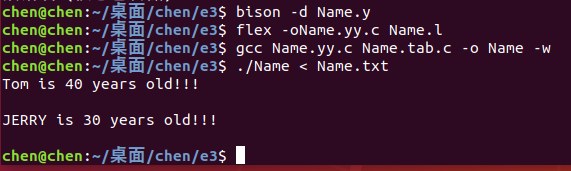 chen@chen:~/桌面/chen/e3$ bison -d Name.y
chen@chen:~/桌面/chen/e3$ flex -oName.yy.c Name.l
chen@chen:~/桌面/chen/e3$ gcc Name.yy.c Name.tab.c -o Name -w
chen@chen:~/桌面/chen/e3$ ./Name < Name.txt
Tom is 40 years old!!!
JERRY is 30 years old!!!
chen@chen:~/桌面/chen/e3$